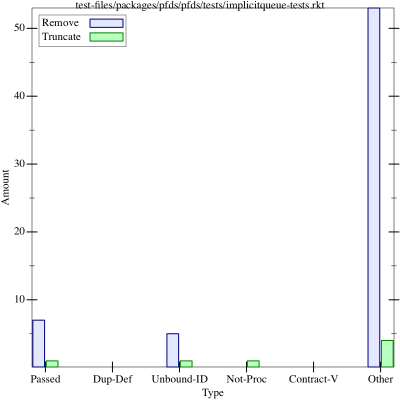 test-files/packages/pfds/pfds/tests/implicitqueue-tests.rkt
Remove
Truncate
50
40
30
20
10
Amount
Passed Dup-Def Unbound-ID Not-Proc Contract-V Other
Type